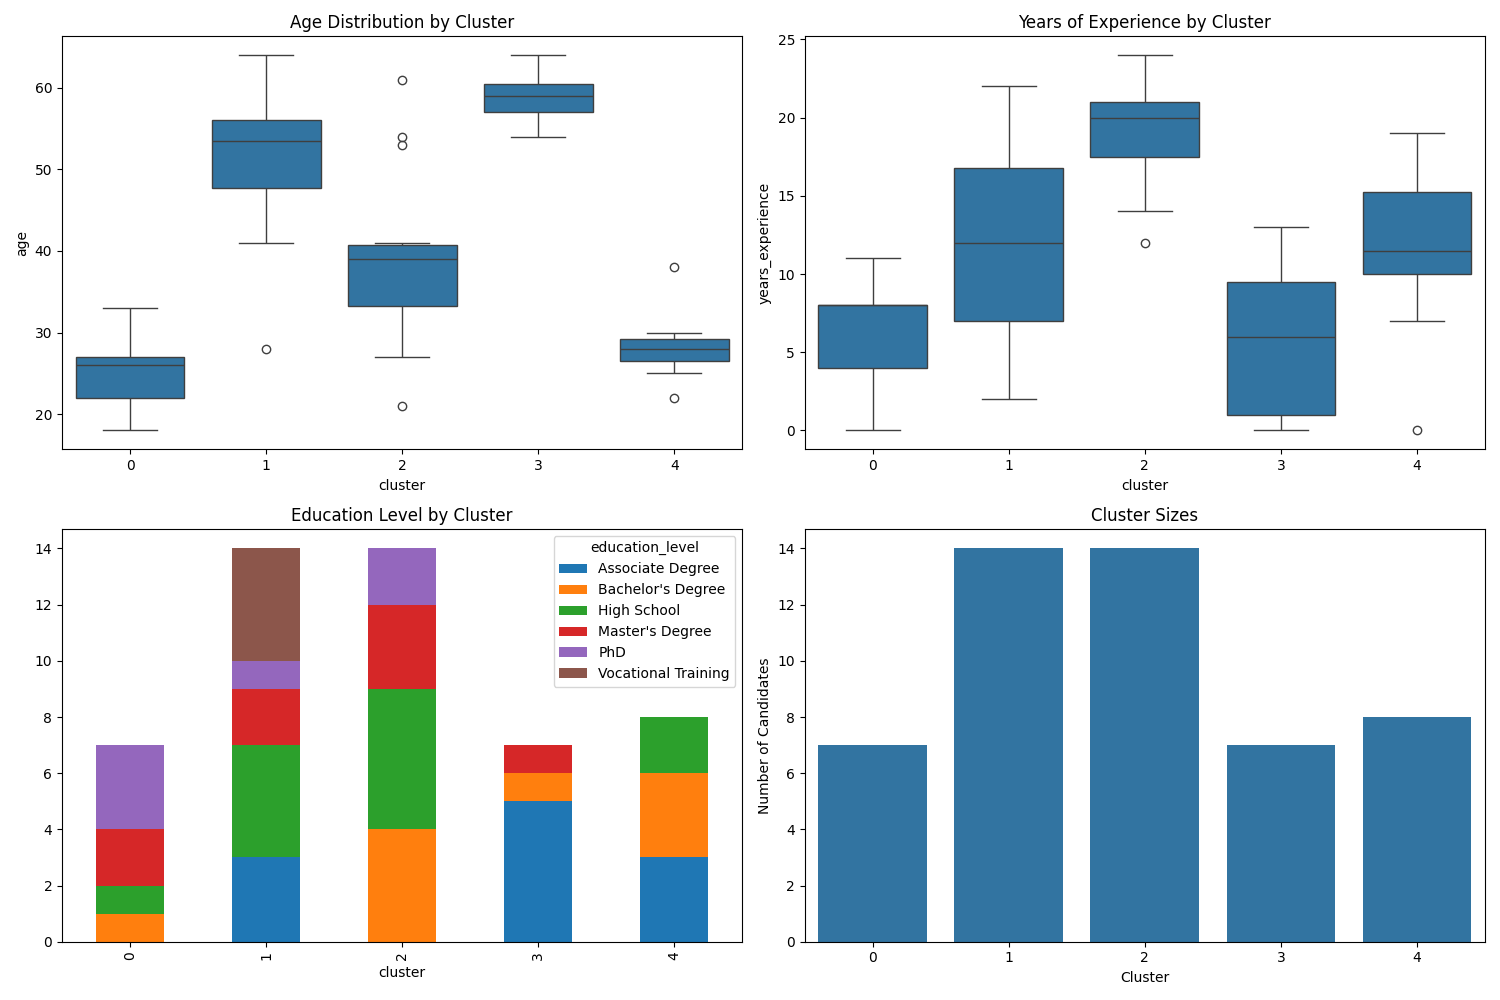 Age Distribution by Cluster
age
60
50
40
30
20
0 1 2 3 4
cluster
Years of Experience by Cluster
years_experience
25
20
15
10
5
0
0 1 2 3 4
cluster
Education Level by Cluster
14
12
10
8
6
4
2
0
education_level
Associate Degree
Bachelor's Degree
High School
Master's Degree
PhD
Vocational Training
0 1 2 3 4
cluster
Cluster Sizes
Number of Candidates
14
12
10
8
6
4
2
0
0 1 2 3 4
Cluster